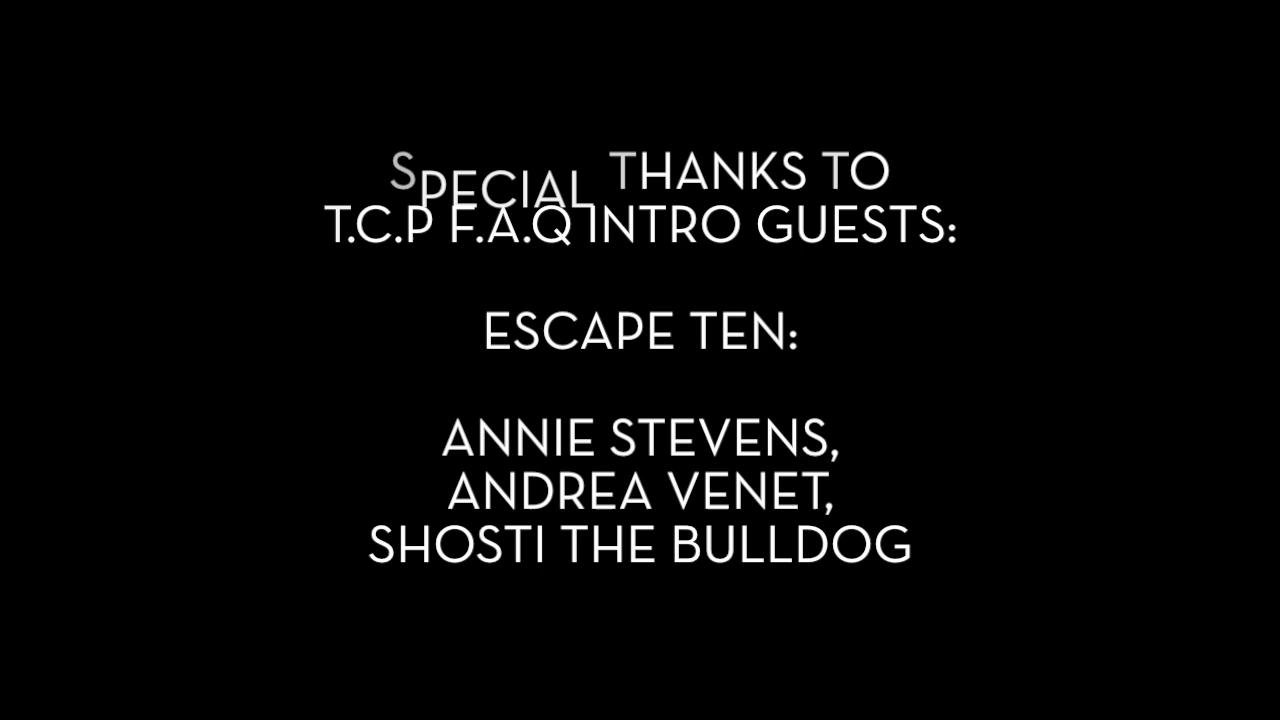 SPECIAL THANKS TO
T.C.P F.A.Q INTRO GUESTS:
ESCAPE TEN:
ANNIE STEVENS,
ANDREA VENET,
SHOSTI THE BULLDOG